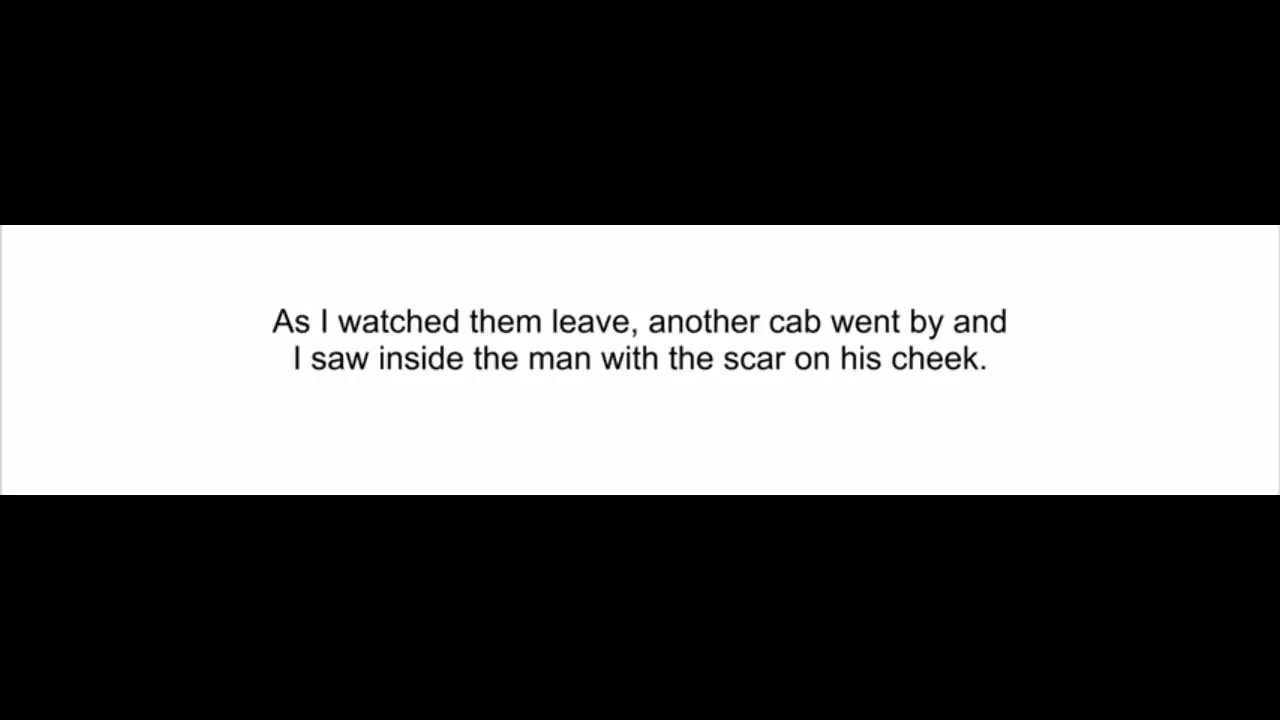 As I watched them leave, another cab went by and
I saw inside the man with the scar on his cheek.